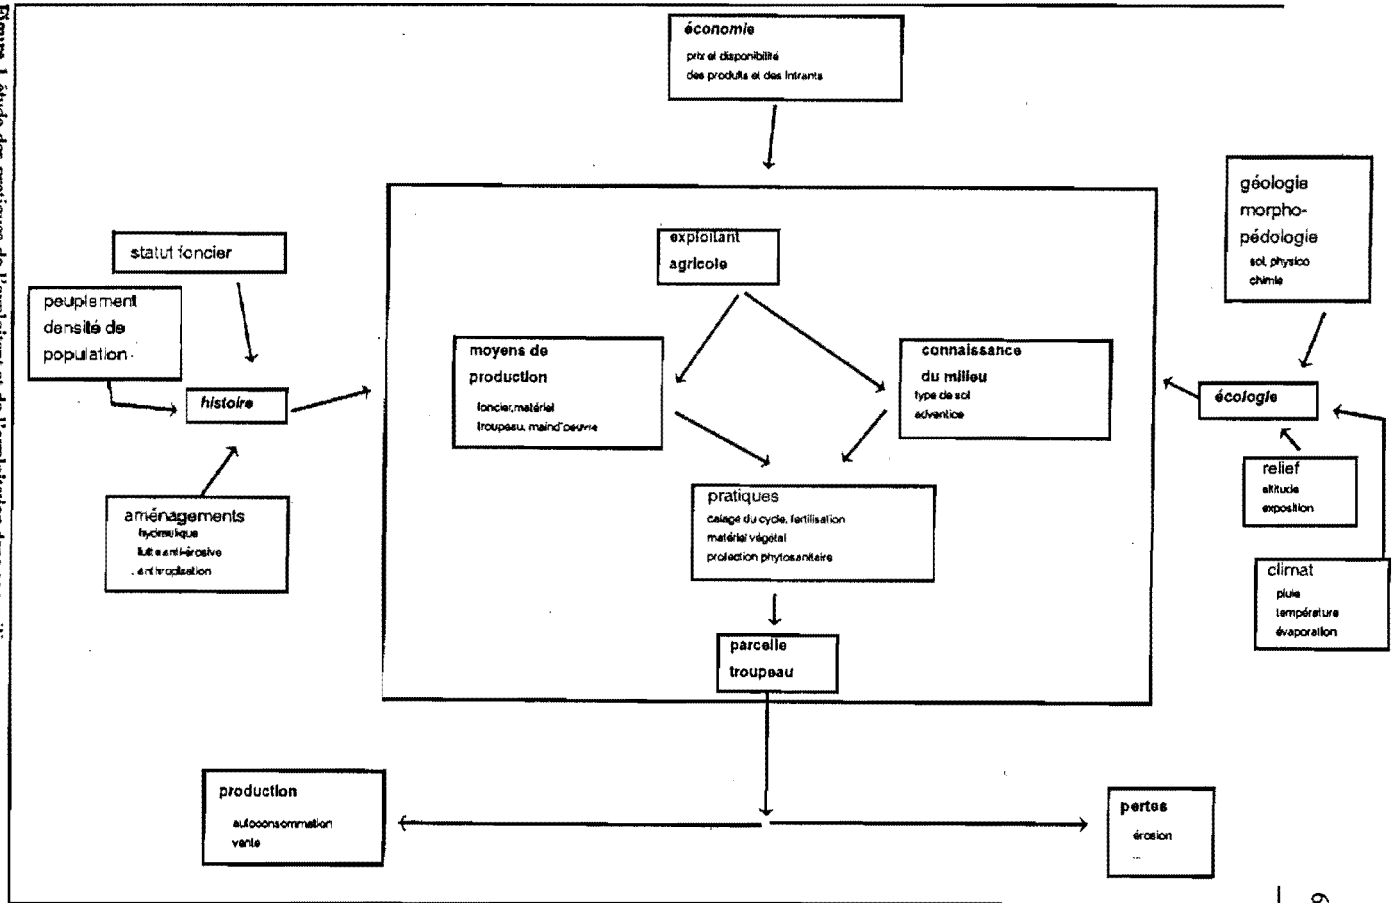 économie
prix et disponibilité
des produits et des intrants
géologie
morpho-
pédologie
sol, physico
chimie
statut foncier
peuplement
densité de
population
histoire
aménagements
hydraulique
lutte anti-érosive
anthropisation
exploitant
agricole
moyens de
production
foncier, matériel
troupeau, maind'oeuvre
connaissance
du milieu
type de sol
adventice
pratiques
calage du cycle, fertilisation
matériel végétal
protection phytosanitaire
parcelle
troupeau
écologie
relief
altitude
exposition
climat
pluie
température
évaporation
production
autoconsommation
vente
pertes
érosion
...